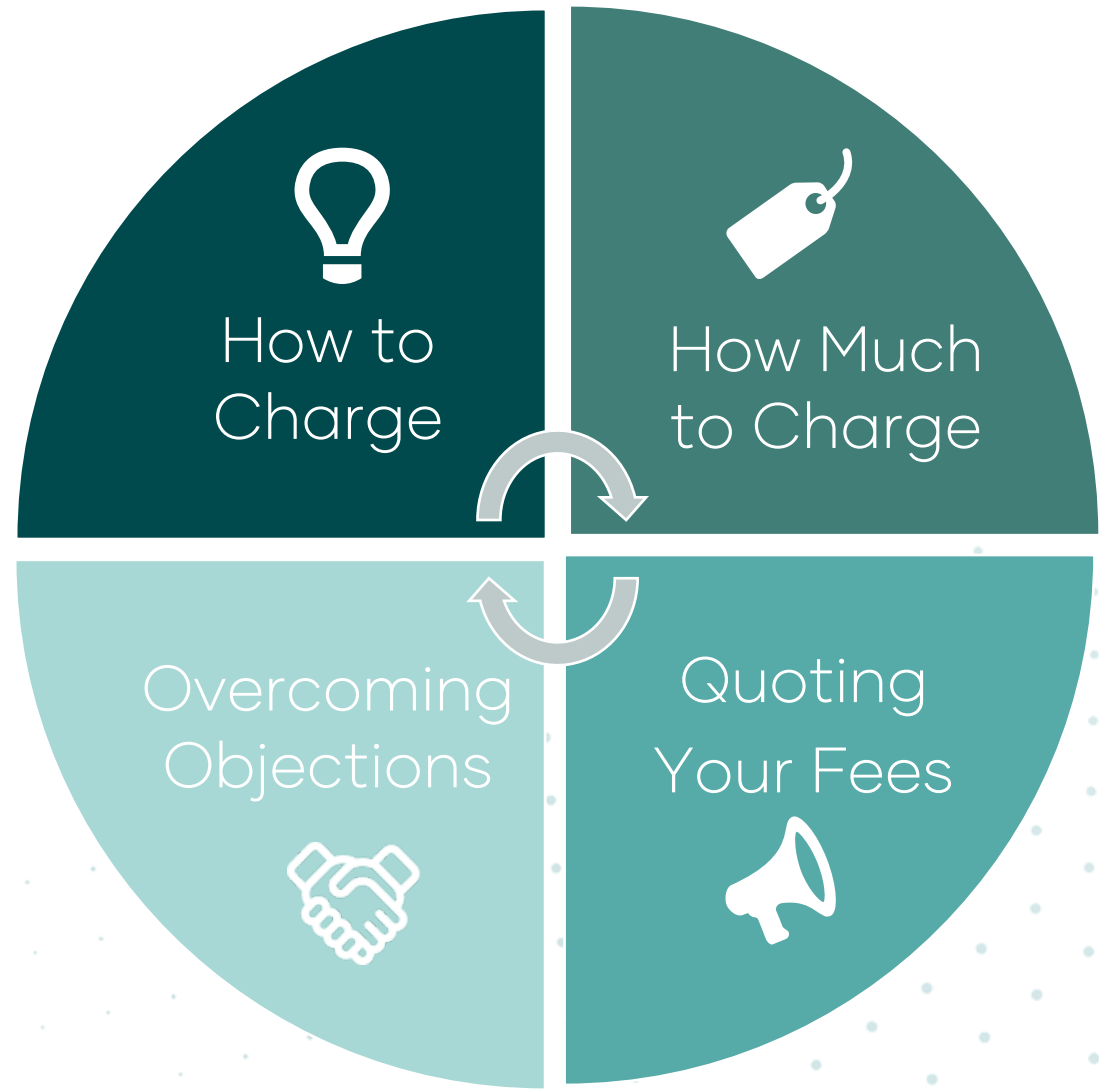 How to
Charge
How Much
to Charge
Overcoming
Objections
Quoting
Your Fees